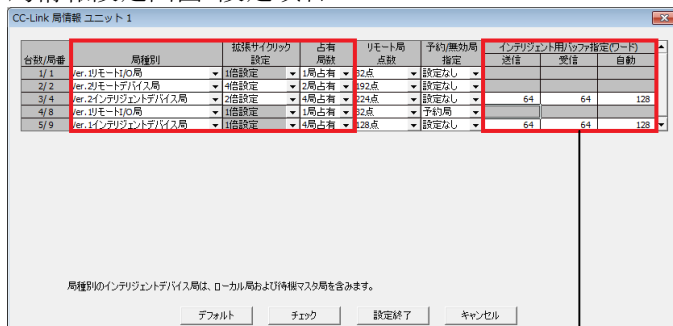 CC-Link 局情報 ユニット 1
台数/局番 局種別 拡張サイクリック設定 占有局数 リモート局点数 予約/無効局指定 インテリジェント用バッファ指定(ワード) 送信 受信 自動
1/1 Ver.1リモートI/O局 1倍設定 1局占有 32点 設定なし
2/2 Ver.2リモートデバイス局 4倍設定 2局占有 192点 設定なし
3/4 Ver.2インテリジェントデバイス局 2倍設定 4局占有 224点 設定なし 64 64 128
4/8 Ver.1リモートI/O局 1倍設定 1局占有 32点 予約局
5/9 Ver.1インテリジェントデバイス局 1倍設定 4局占有 128点 設定なし 64 64 128
局種別のインテリジェントデバイス局は、ローカル局および待機マスタ局を含みます。
デフォルト チェック 設定終了 キャンセル